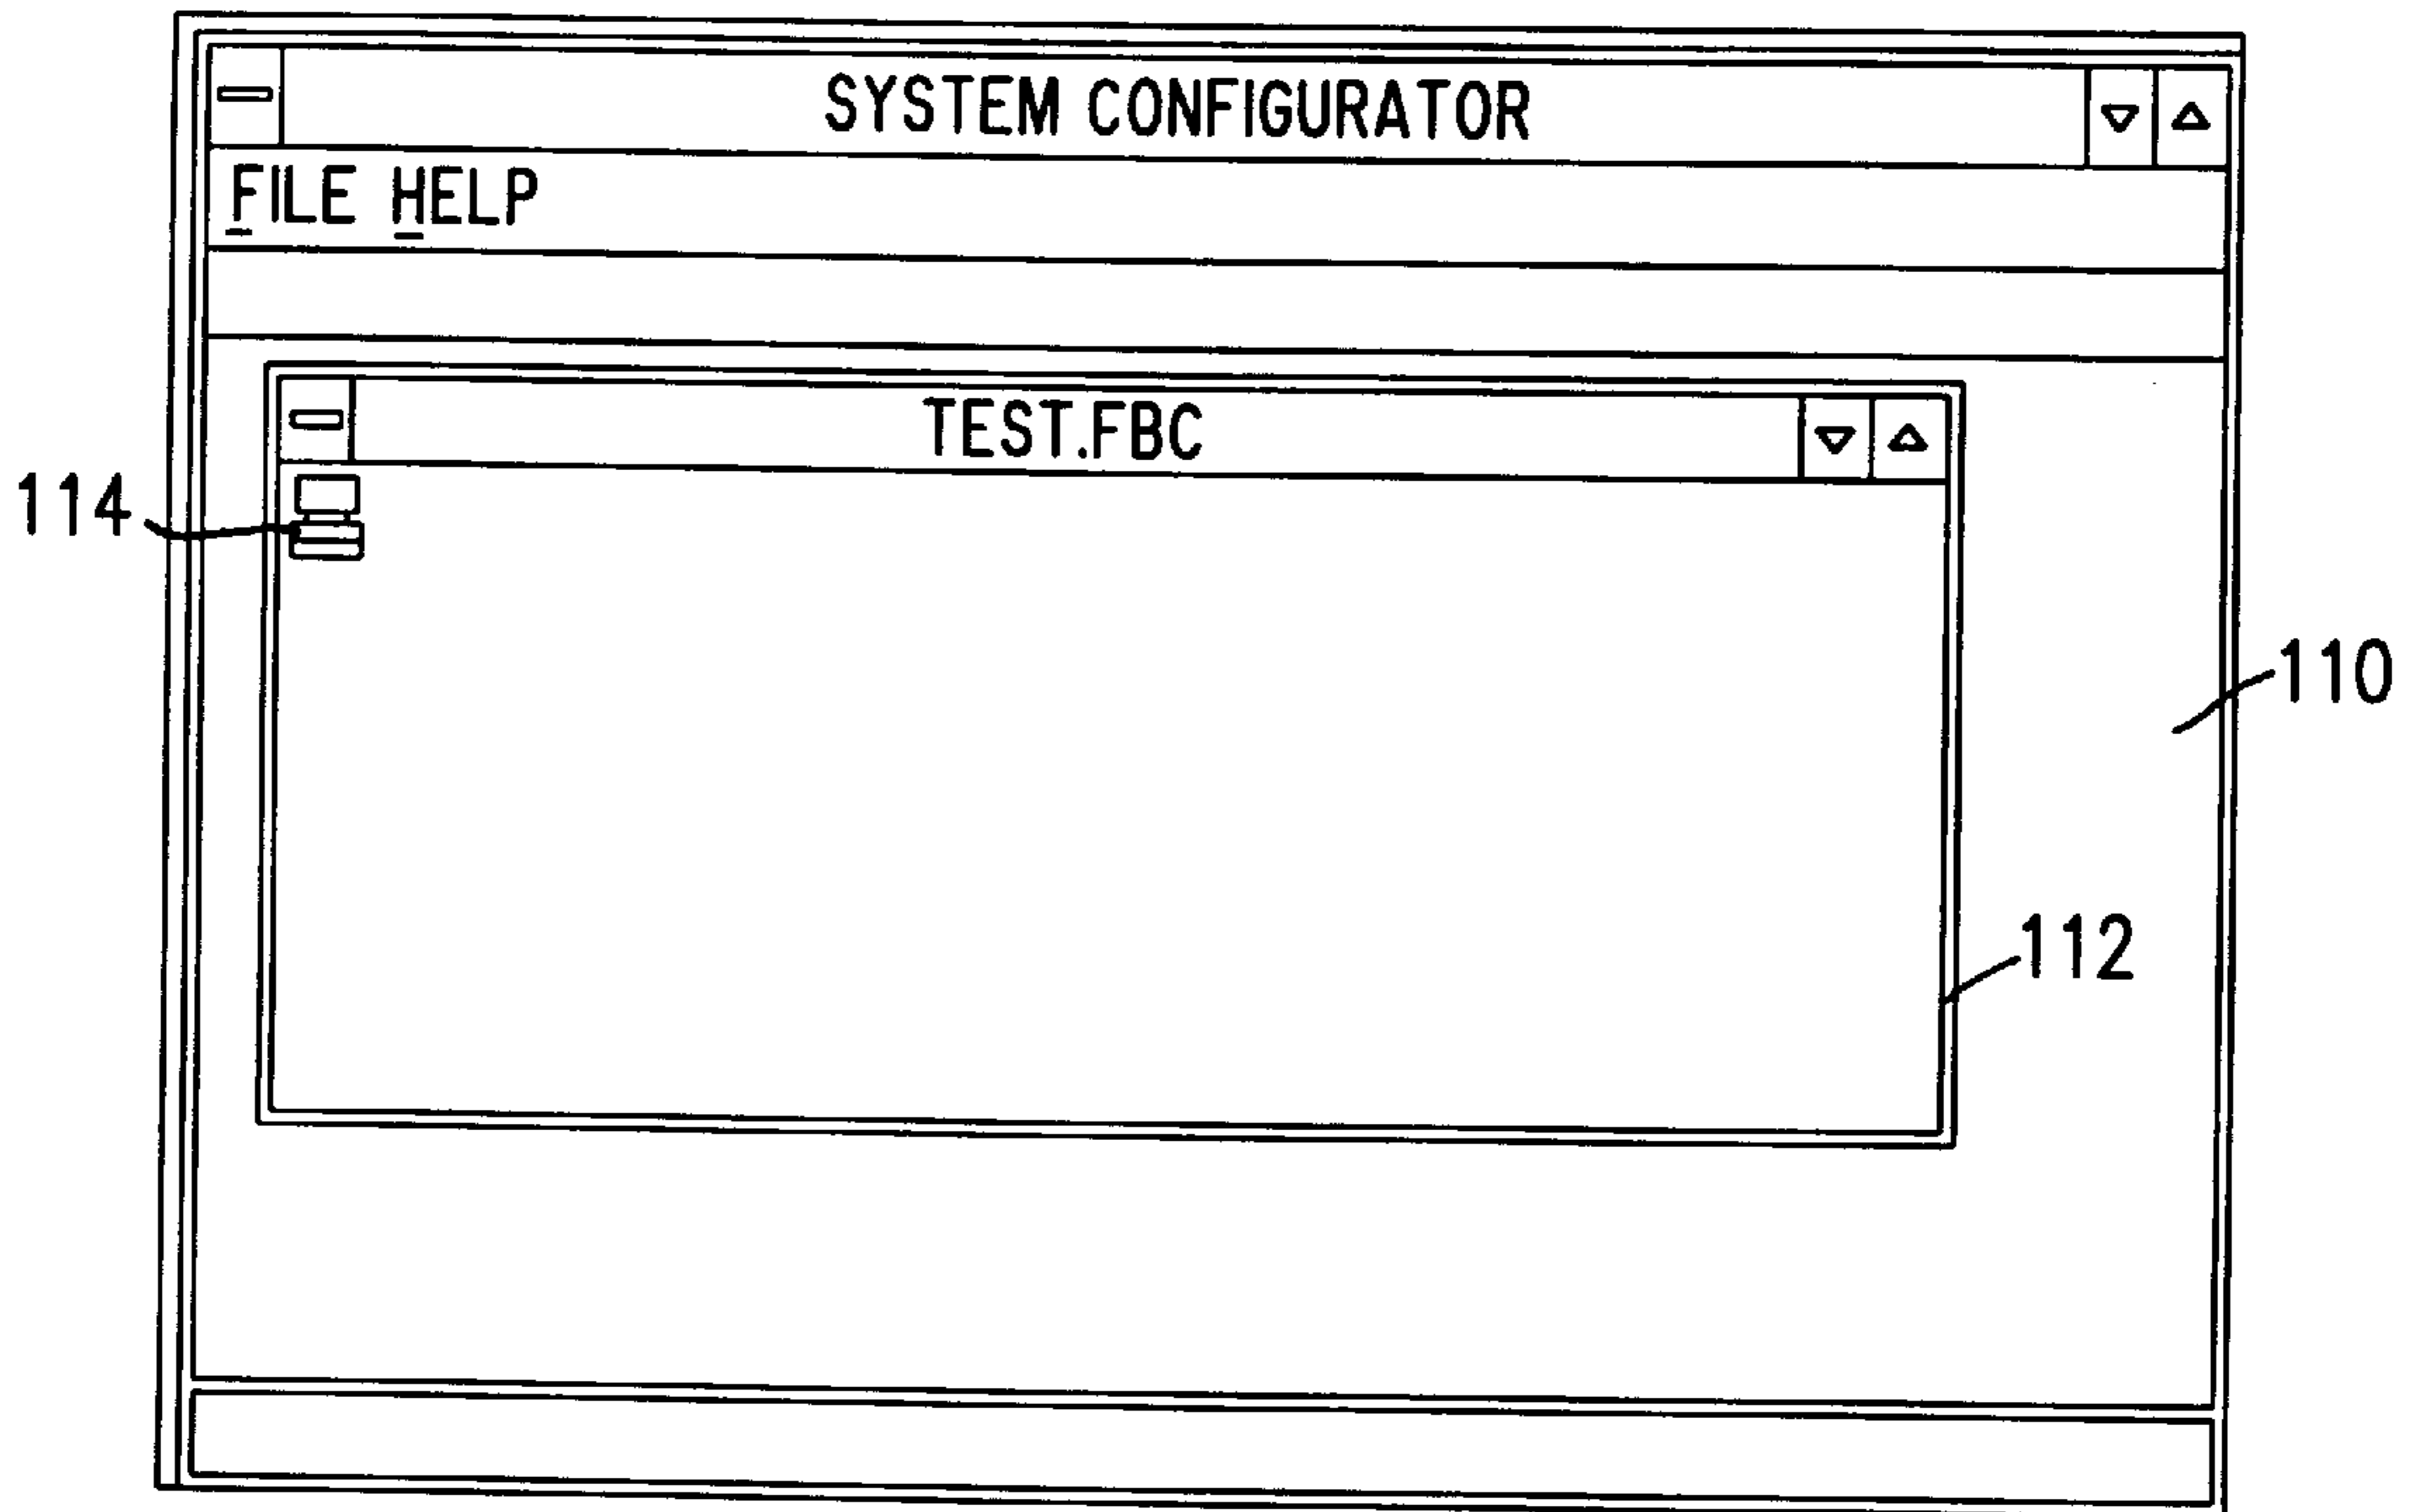 SYSTEM CONFIGURATOR
FILE HELP
TEST.FBC
114
110
112